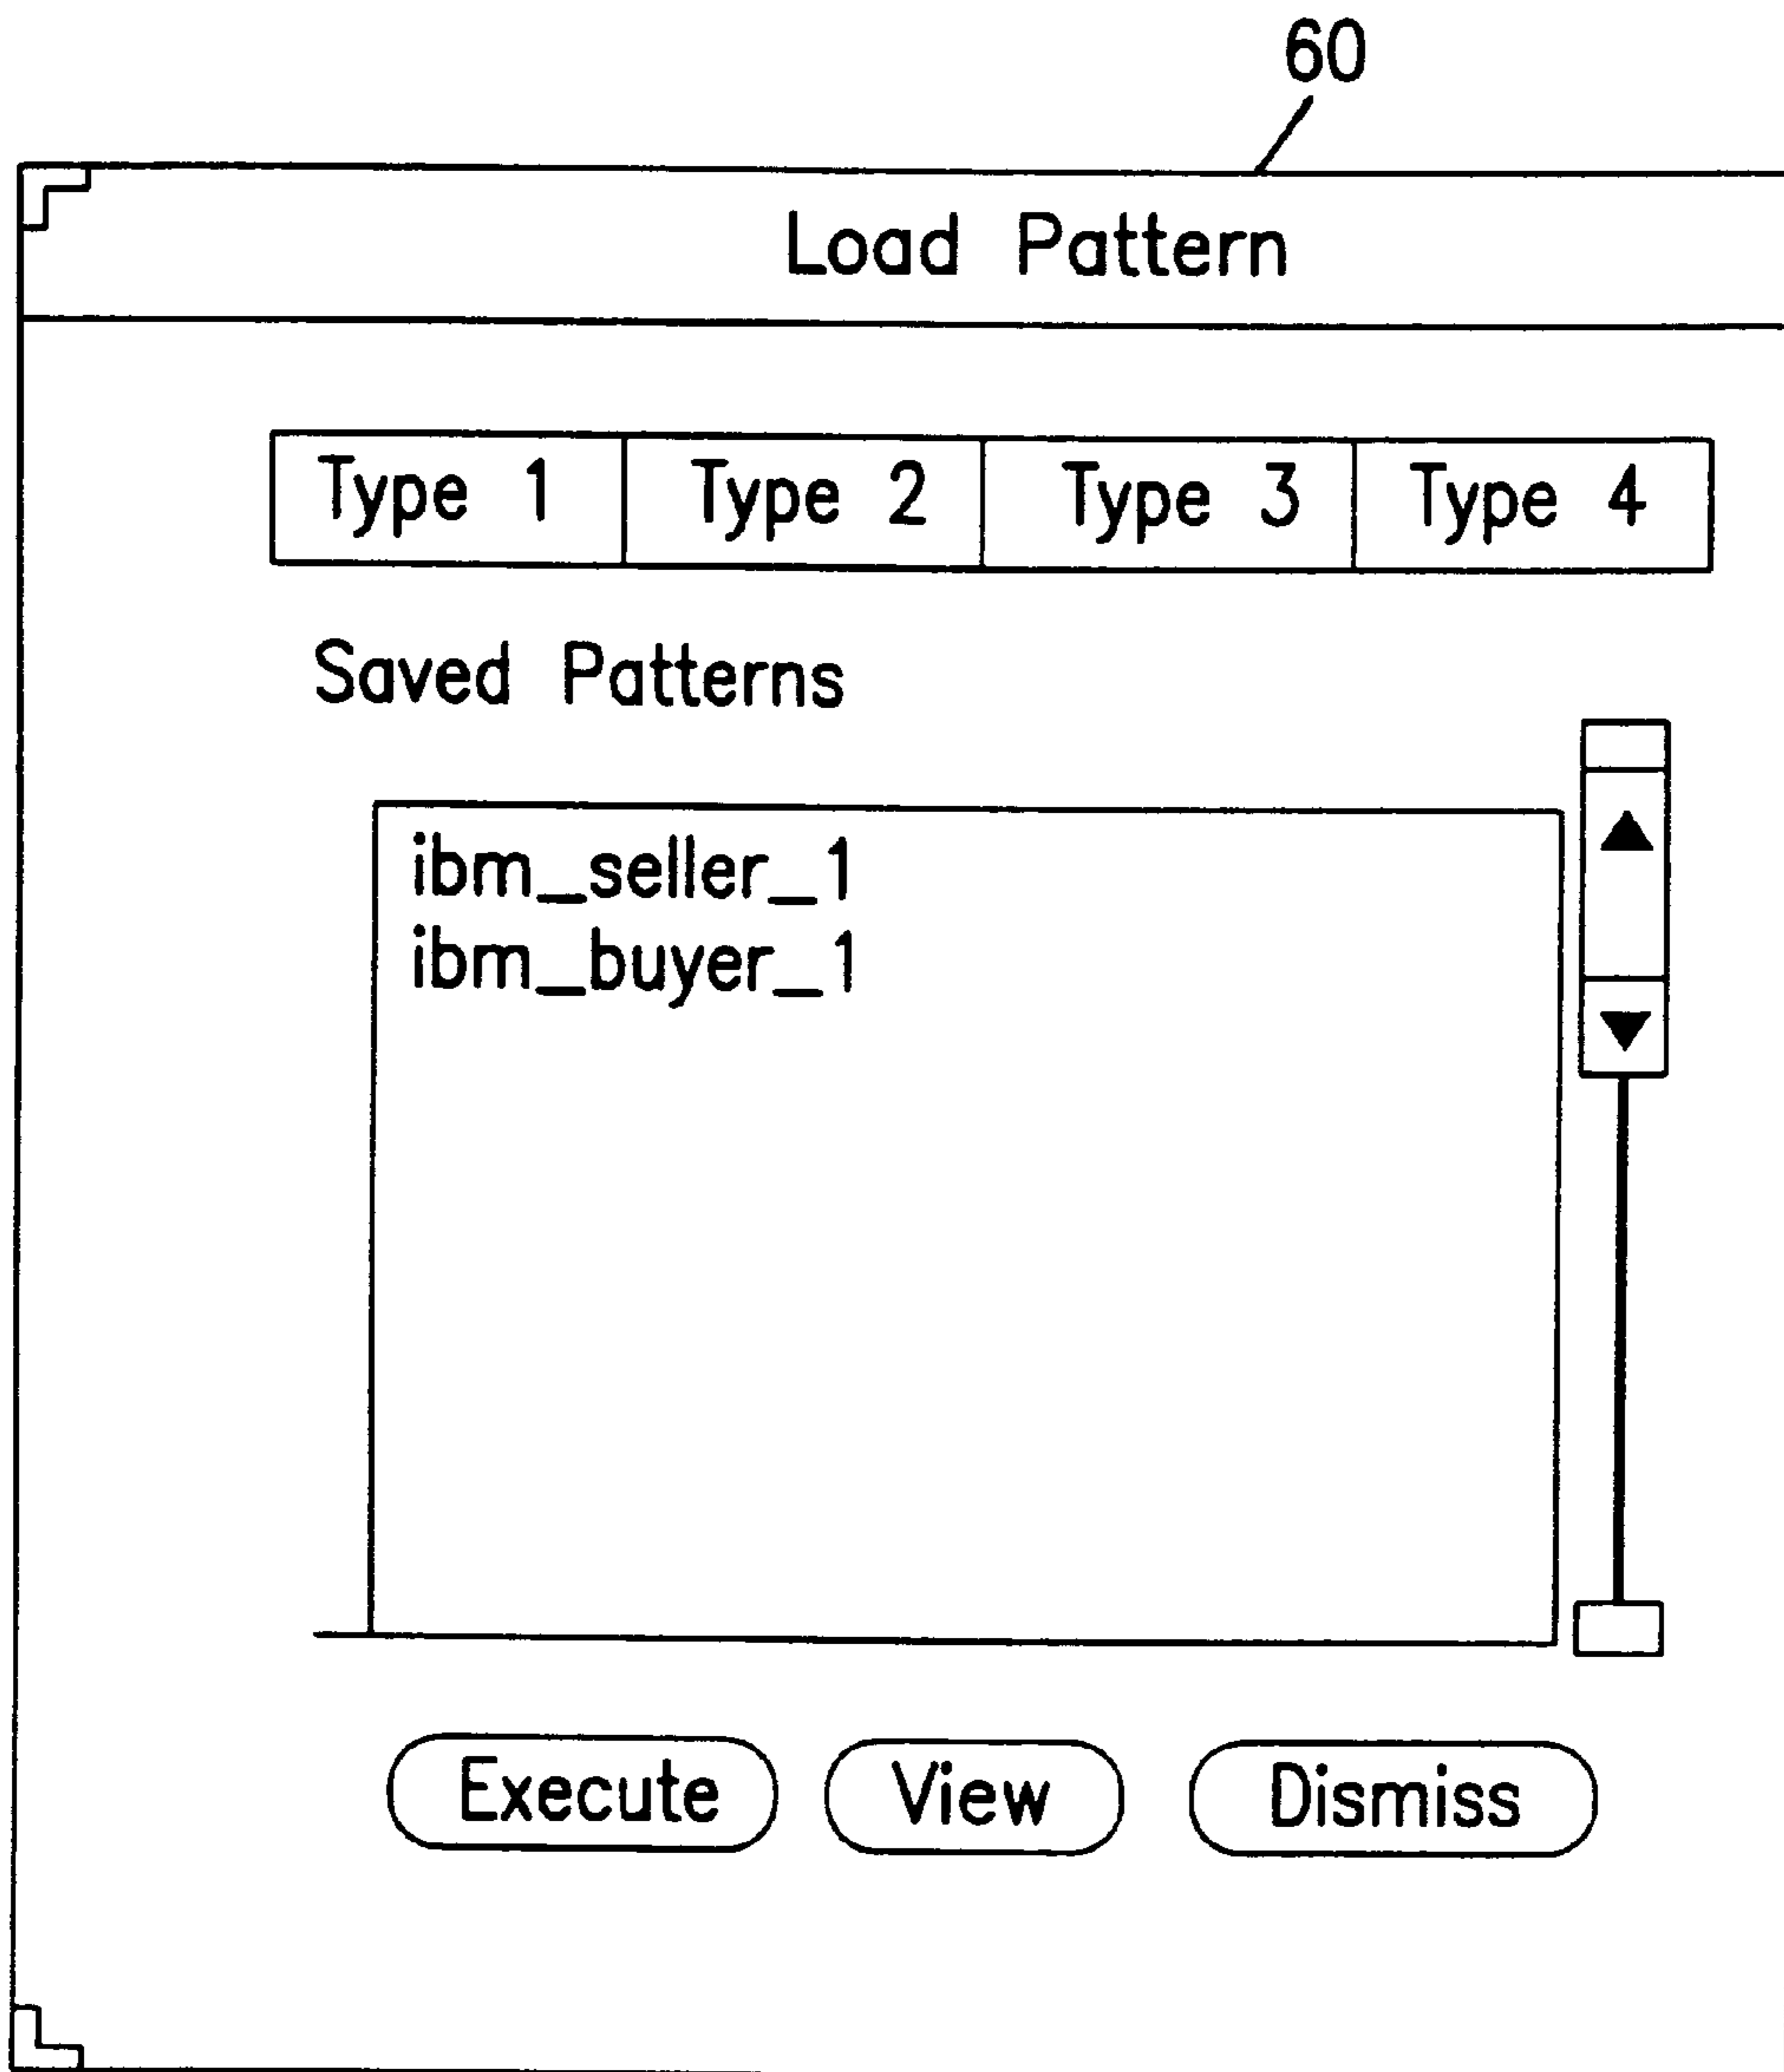 60
Load Pattern
Type 1 Type 2 Type 3 Type 4
Saved Patterns
ibm_seller_1
ibm_buyer_1
Execute View Dismiss